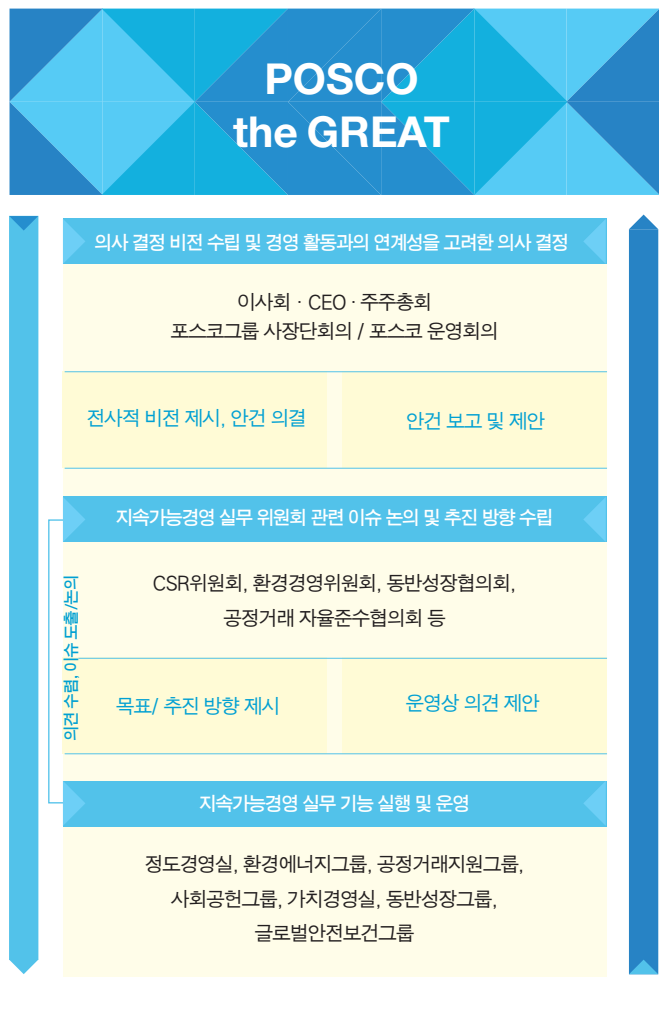 POSCO
the GREAT
의사 결정 비전 수립 및 경영 활동과의 연계성을 고려한 의사 결정
이사회 · CEO · 주주총회
포스코그룹 사장단회의 / 포스코 운영회의
전사적 비전 제시, 안건 의결
안건 보고 및 제안
지속가능경영 실무 위원회 관련 이슈 논의 및 추진 방향 수립
CSR위원회, 환경경영위원회, 동반성장협의회,
공정거래 자율준수협의회 등
의견 수렴, 이슈 도출/논의
목표/ 추진 방향 제시
운영상 의견 제안
지속가능경영 실무 기능 실행 및 운영
정도경영실, 환경에너지그룹, 공정거래지원그룹,
사회공헌그룹, 가치경영실, 동반성장그룹,
글로벌안전보건그룹